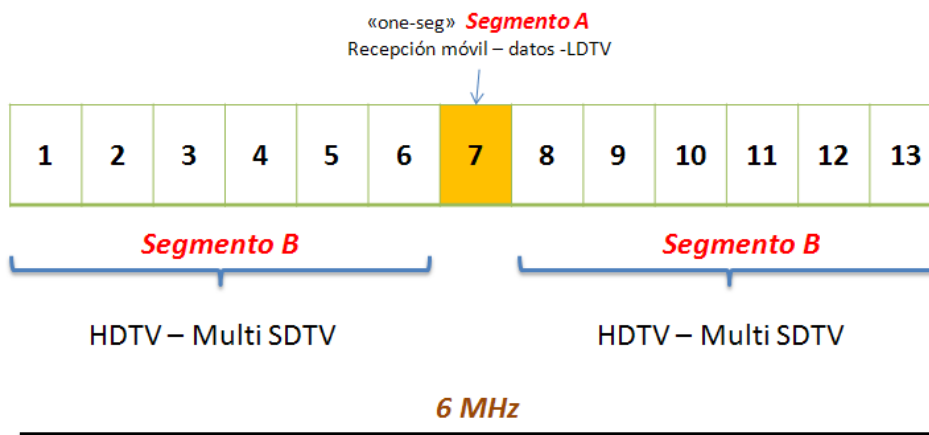 «one-seg» Segmento A
Recepción móvil – datos -LDTV
1 2 3 4 5 6 7 8 9 10 11 12 13
Segmento B Segmento B
HDTV – Multi SDTV HDTV – Multi SDTV
6 MHz